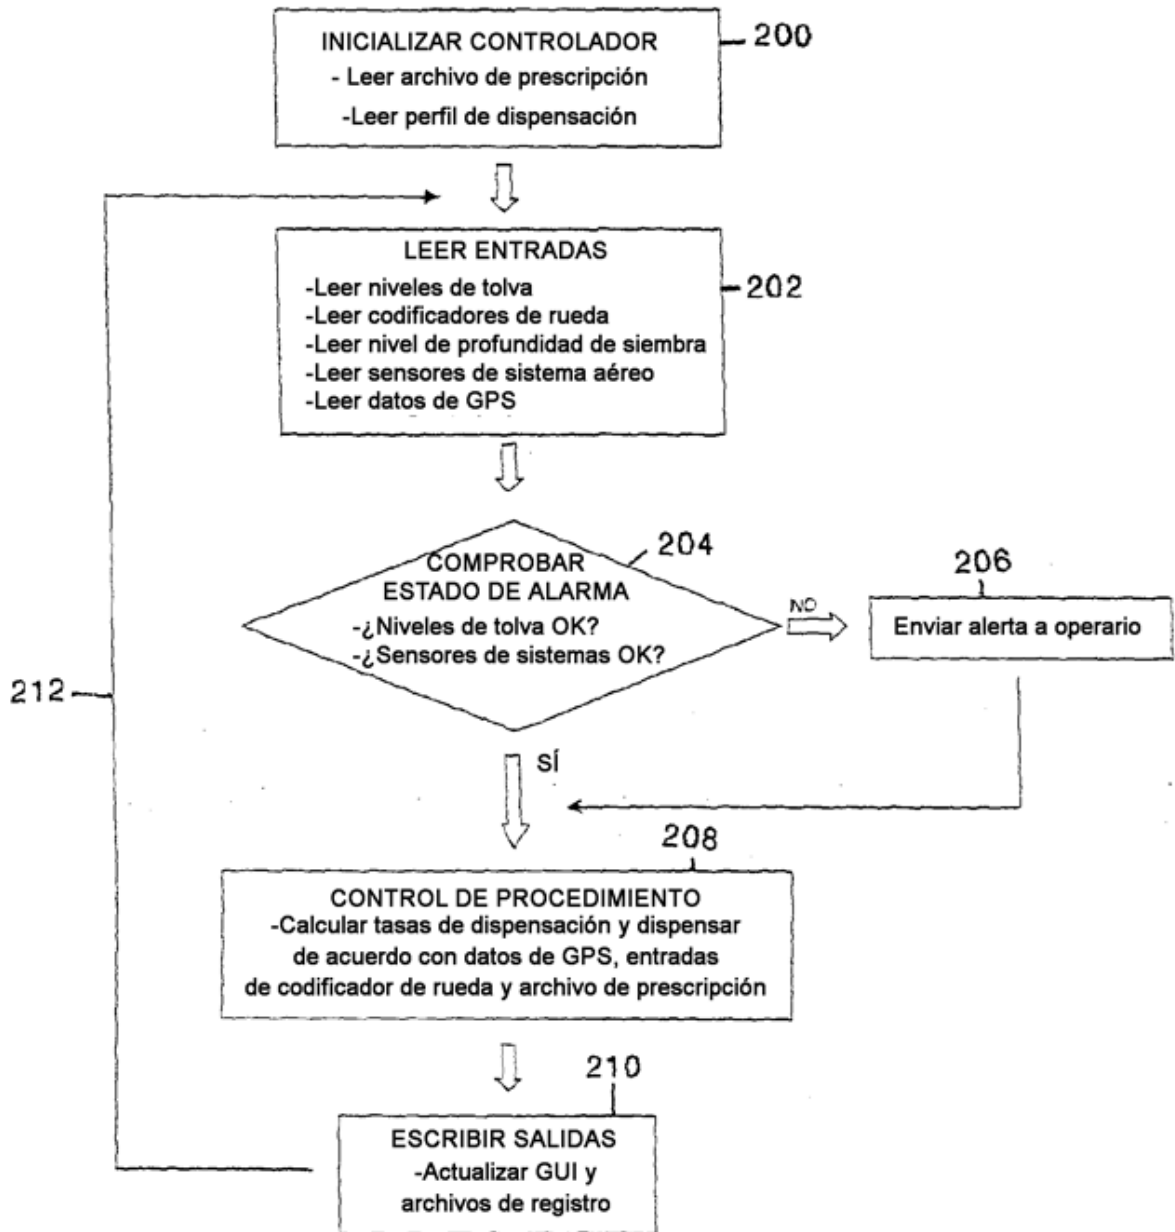 INICIALIZAR CONTROLADOR
- Leer archivo de prescripción
-Leer perfil de dispensación
200
LEER ENTRADAS
-Leer niveles de tolva
-Leer codificadores de rueda
-Leer nivel de profundidad de siembra
-Leer sensores de sistema aéreo
-Leer datos de GPS
202
COMPROBAR
ESTADO DE ALARMA
-¿Niveles de tolva OK?
-¿Sensores de sistemas OK?
204
NO
206
Enviar alerta a operario
212
SÍ
208
CONTROL DE PROCEDIMIENTO
-Calcular tasas de dispensación y dispensar
de acuerdo con datos de GPS, entradas
de codificador de rueda y archivo de prescripción
210
ESCRIBIR SALIDAS
-Actualizar GUI y
archivos de registro